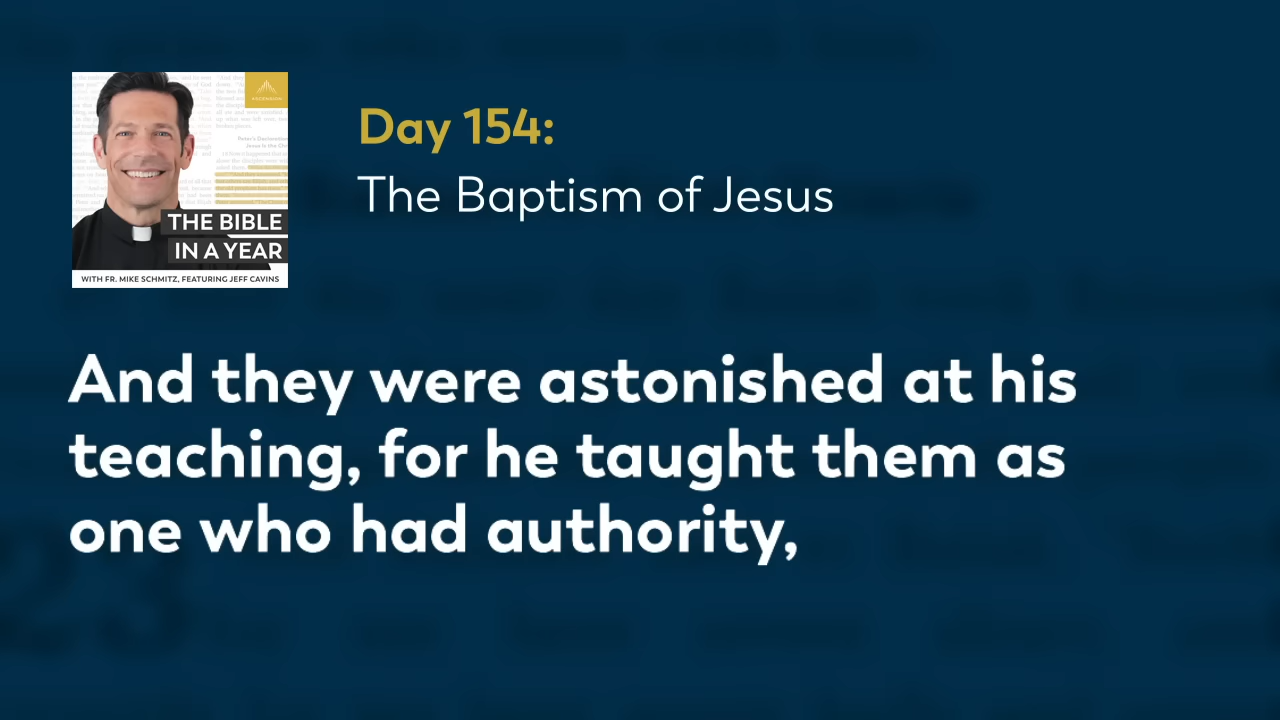 ASCENSION
THE BIBLE
IN A YEAR
WITH FR. MIKE SCHMITZ, FEATURING JEFF CAVINS
Day 154:
The Baptism of Jesus
And they were astonished at his
teaching, for he taught them as
one who had authority,